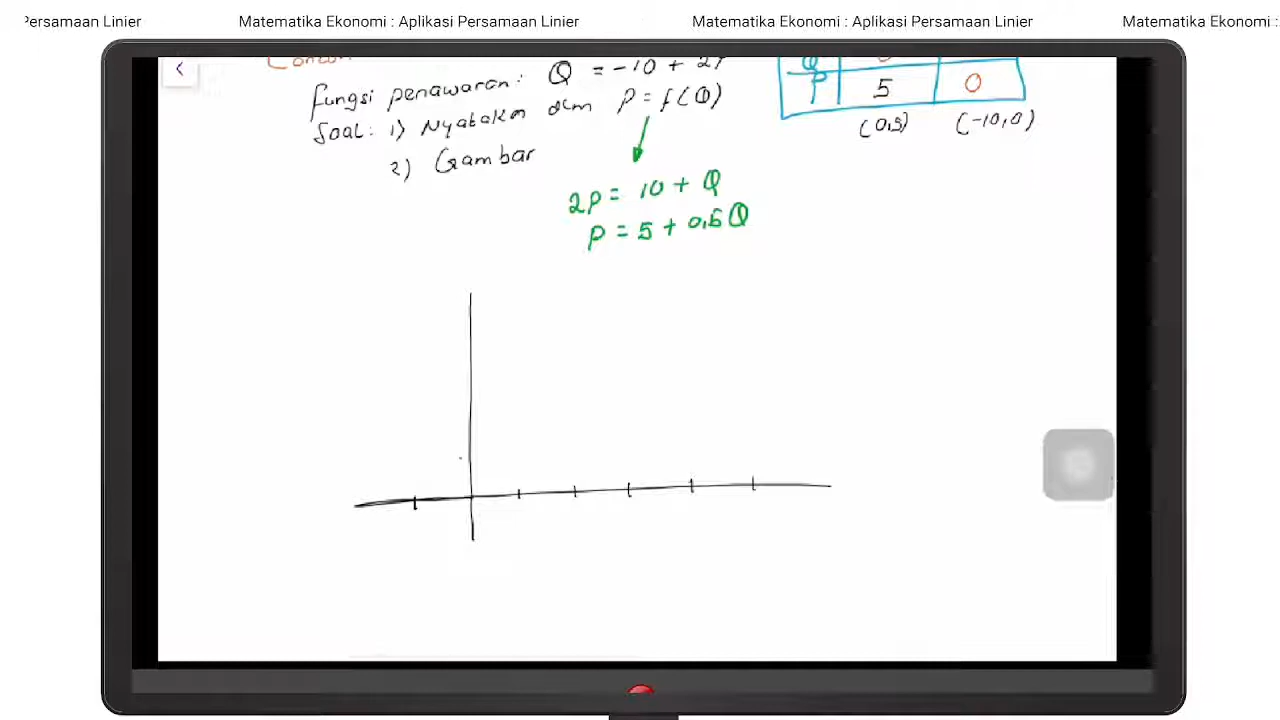 Persamaan Linier Matematika Ekonomi : Aplikasi Persamaan Linier Matematika Ekonomi : Aplikasi Persamaan Linier Matematika Ekonomi :
fungsi penawaran: Q = -10 + 2P
Soal: 1) Nyatakan dlm P = f(Q)
2) Gambar
2P = 10 + Q
P = 5 + 0,5Q
Q
P 5 0
(0,5) (-10,0)